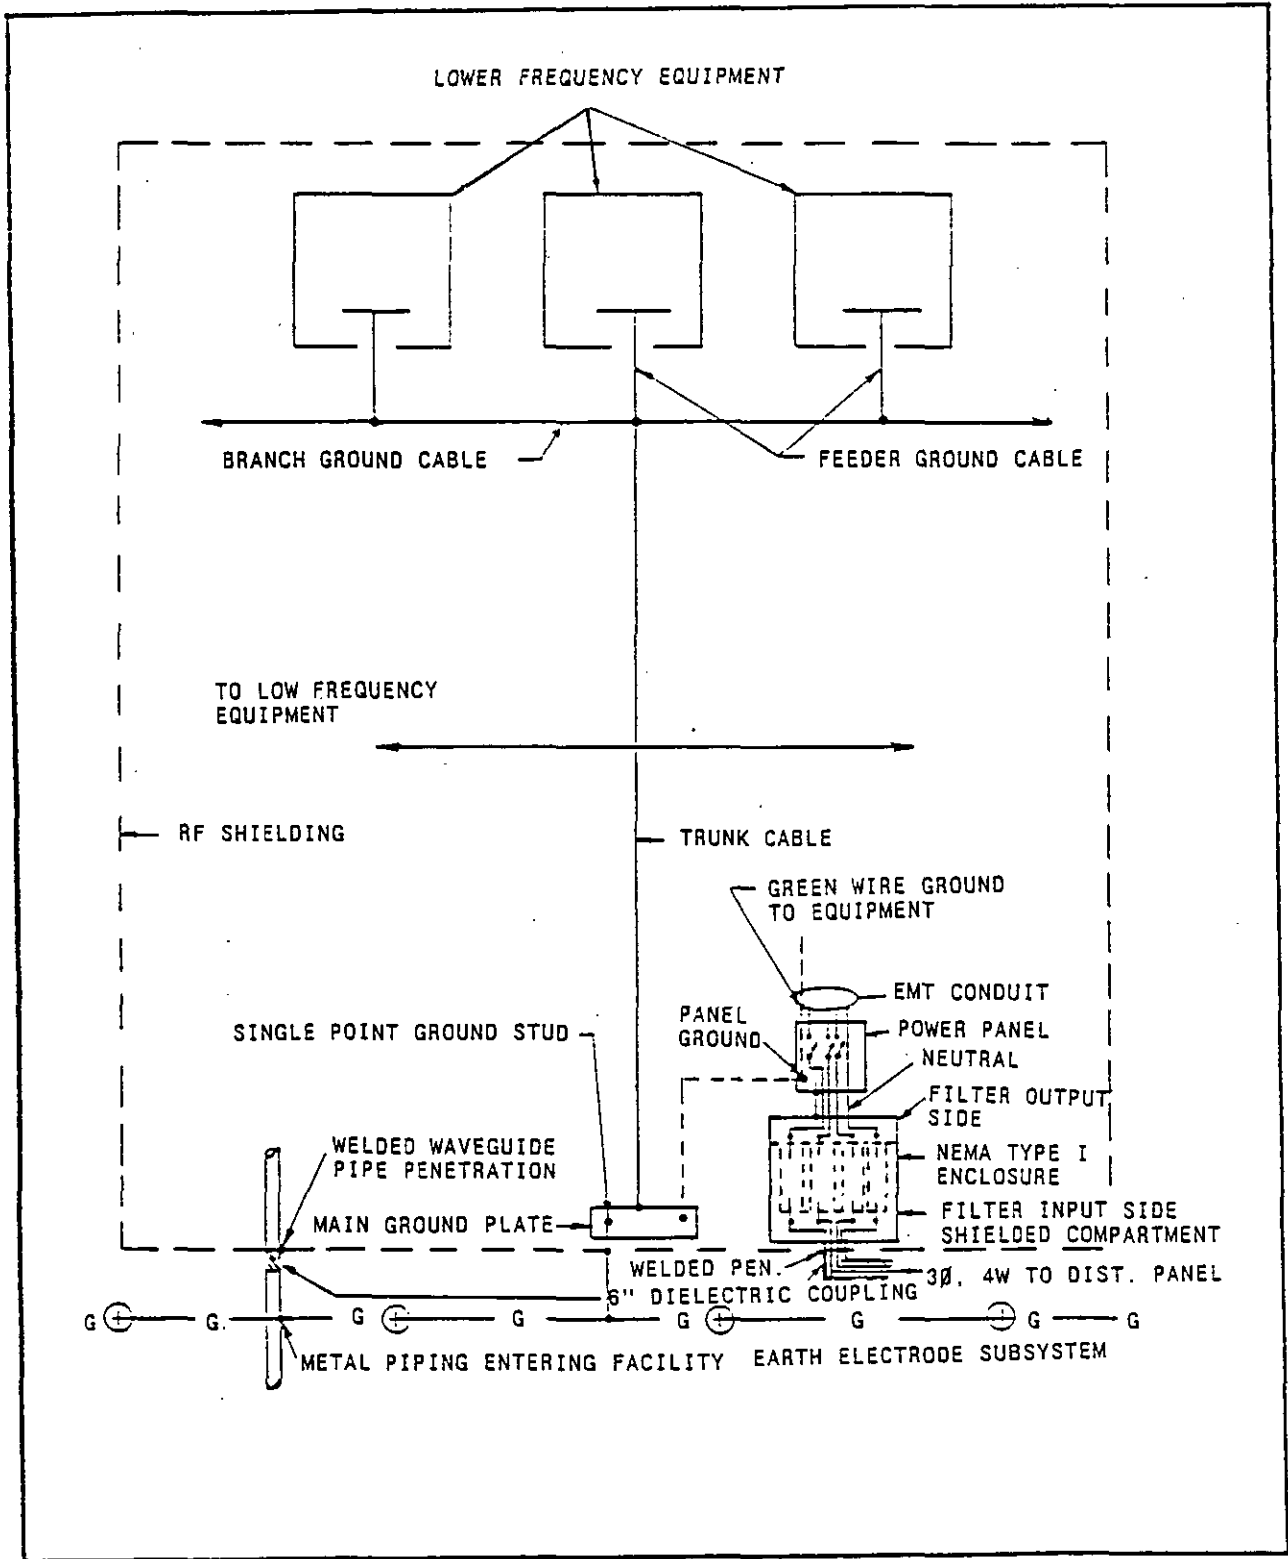 LOWER FREQUENCY EQUIPMENT
BRANCH GROUND CABLE
FEEDER GROUND CABLE
TO LOW FREQUENCY
EQUIPMENT
RF SHIELDING
TRUNK CABLE
GREEN WIRE GROUND
TO EQUIPMENT
EMT CONDUIT
PANEL
GROUND
POWER PANEL
SINGLE POINT GROUND STUD
NEUTRAL
FILTER OUTPUT
SIDE
WELDED WAVEGUIDE
PIPE PENETRATION
NEMA TYPE I
ENCLOSURE
MAIN GROUND PLATE
FILTER INPUT SIDE
SHIELDED COMPARTMENT
WELDED PEN.
3Ø, 4W TO DIST. PANEL
6" DIELECTRIC COUPLING
G G. G G G G G G
METAL PIPING ENTERING FACILITY
EARTH ELECTRODE SUBSYSTEM